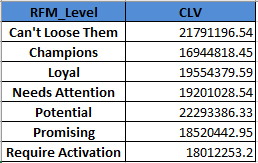 RFM_Level CLV
Can't Loose Them 21791196.54
Champions 16944818.45
Loyal 19554379.59
Needs Attention 19201028.54
Potential 22293386.33
Promising 18520442.95
Require Activation 18012253.2